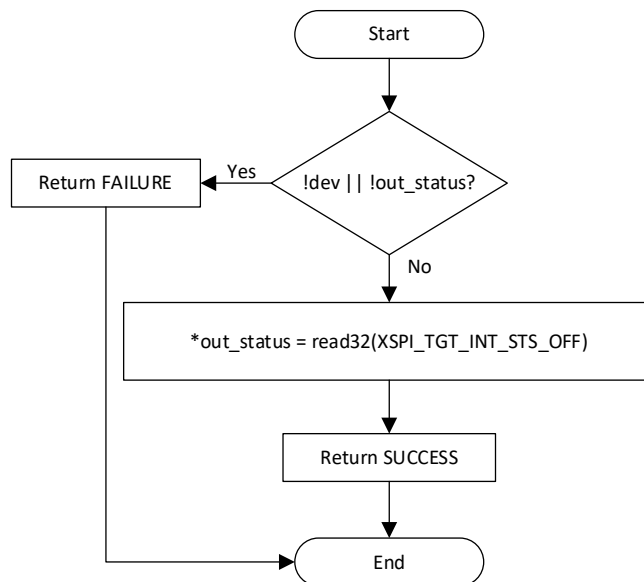 Start
!dev || !out_status?
Yes
Return FAILURE
No
*out_status = read32(XSPI_TGT_INT_STS_OFF)
Return SUCCESS
End